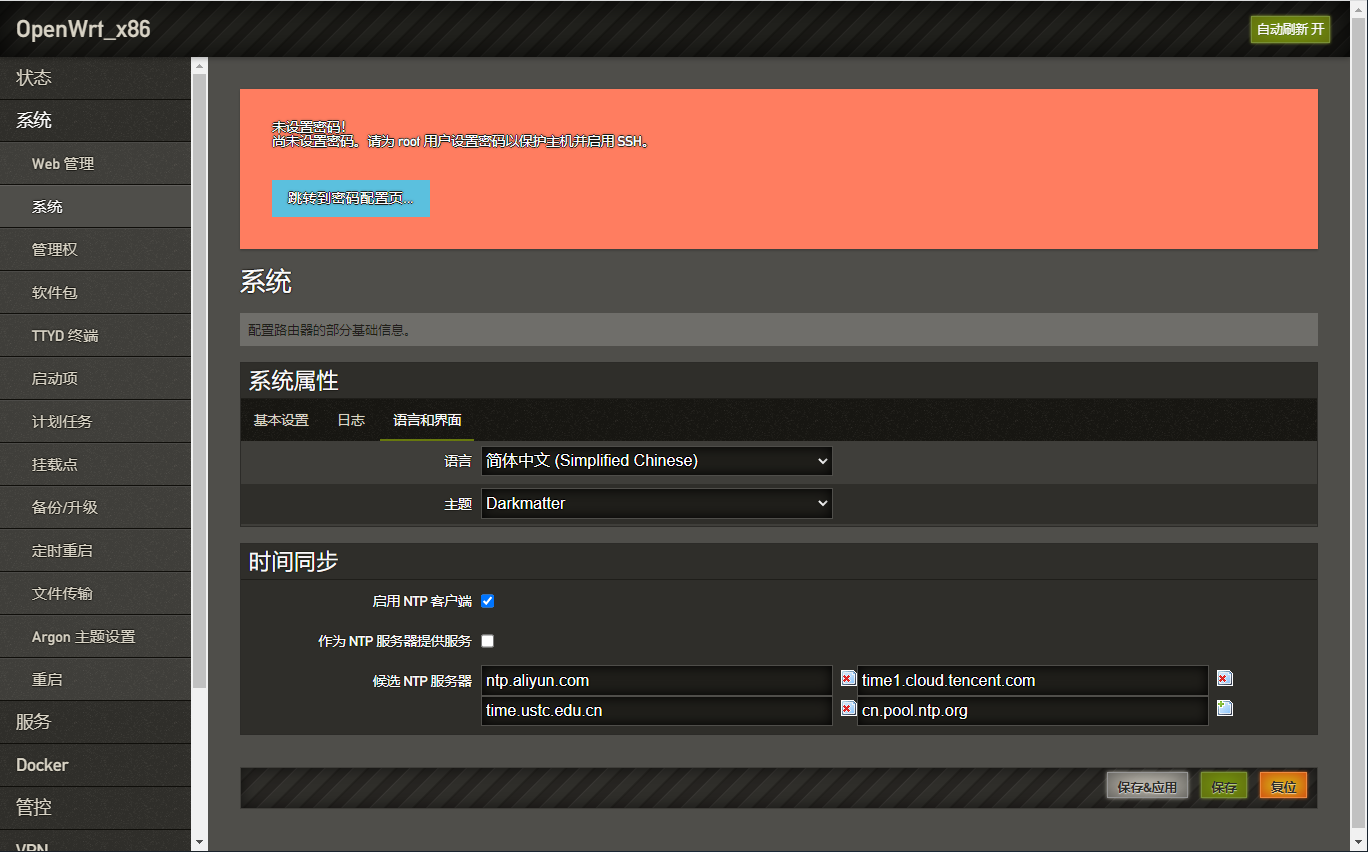 OpenWrt_x86
自动刷新 开
状态
系统
Web 管理
系统
管理权
软件包
TTYD 终端
启动项
计划任务
挂载点
备份/升级
定时重启
文件传输
Argon 主题设置
重启
服务
Docker
管控
VPN
未设置密码!
尚未设置密码。请为 root 用户设置密码以保护主机并启用 SSH。
跳转到密码配置页...
系统
配置路由器的部分基础信息。
系统属性
基本设置 日志 语言和界面
语言 简体中文 (Simplified Chinese)
主题 Darkmatter
时间同步
启用 NTP 客户端
作为 NTP 服务器提供服务
候选 NTP 服务器 ntp.aliyun.com time1.cloud.tencent.com
time.ustc.edu.cn cn.pool.ntp.org
保存&应用 保存 复位